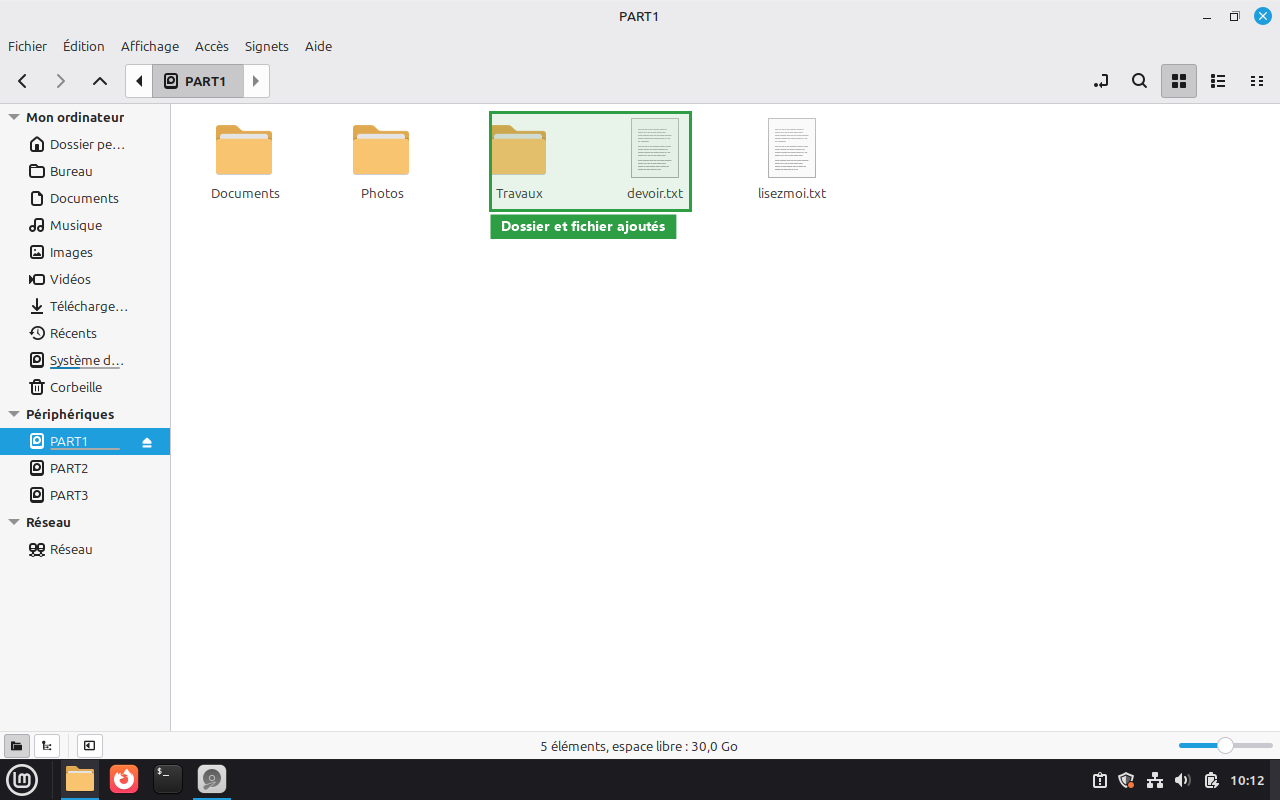 PART1
Fichier Édition Affichage Accès Signets Aide
PART1
Mon ordinateur
Dossier pe…
Bureau
Documents
Musique
Images
Vidéos
Télécharge…
Récents
Système d…
Corbeille
Périphériques
PART1
PART2
PART3
Réseau
Réseau
Documents Photos Travaux devoir.txt lisezmoi.txt
Dossier et fichier ajoutés
5 éléments, espace libre : 30,0 Go
10:12